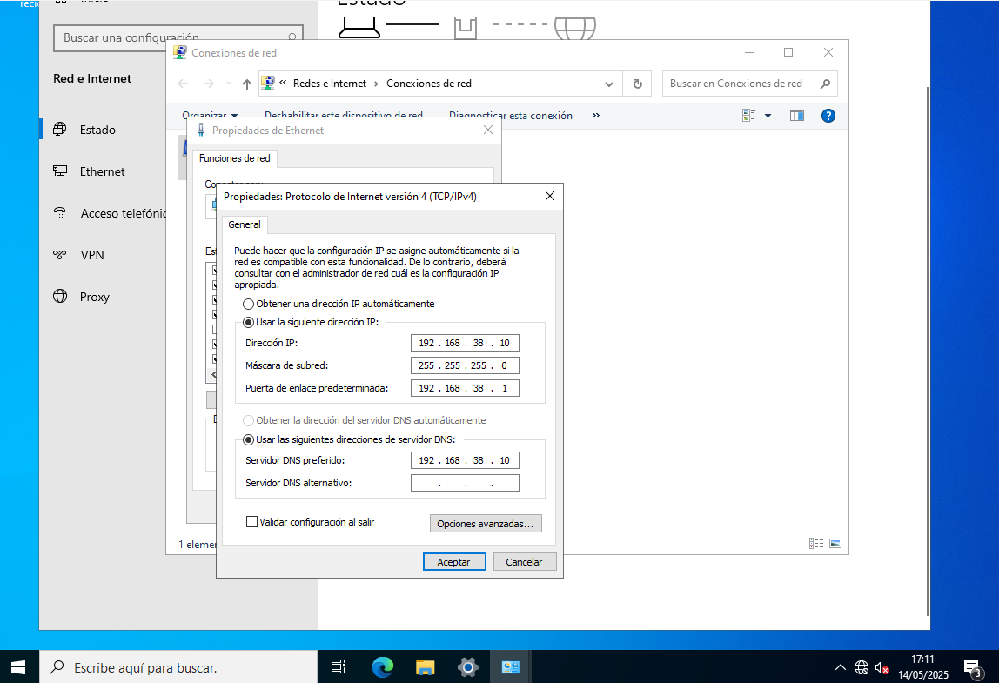 Estado
Buscar una configuración
Conexiones de red
Red e Internet
« Redes e Internet › Conexiones de red
Buscar en Conexiones de red
Organizar
Deshabilitar este dispositivo de red
Diagnosticar esta conexión
»
Estado
Propiedades de Ethernet
Funciones de red
Ethernet
Propiedades: Protocolo de Internet versión 4 (TCP/IPv4)
Acceso telefónic
General
VPN
Puede hacer que la configuración IP se asigne automáticamente si la
red es compatible con esta funcionalidad. De lo contrario, deberá
consultar con el administrador de red cuál es la configuración IP
apropiada.
Proxy
Obtener una dirección IP automáticamente
Usar la siguiente dirección IP:
Dirección IP: 192 . 168 . 38 . 10
Máscara de subred: 255 . 255 . 255 . 0
Puerta de enlace predeterminada: 192 . 168 . 38 . 1
Obtener la dirección del servidor DNS automáticamente
Usar las siguientes direcciones de servidor DNS:
Servidor DNS preferido: 192 . 168 . 38 . 10
Servidor DNS alternativo: . . .
Validar configuración al salir
Opciones avanzadas...
1 elemen
Aceptar
Cancelar
Escribe aquí para buscar.
17:11
14/05/2025
3